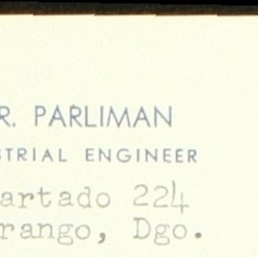 R. PARLIMAN
STRIAL ENGINEER
artado 224
rango, Dgo.